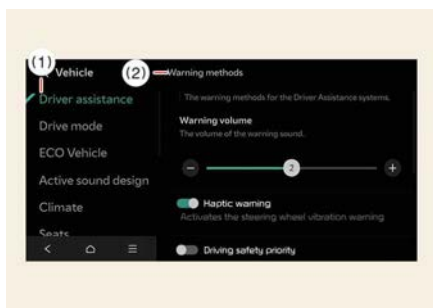 (1)
Vehicle
(2)
Warning methods
Driver assistance
Drive mode
ECO Vehicle
Active sound design
Climate
Seats
The warning methods for the Driver Assistance systems.
Warning volume
The volume of the warning sound.
2
Haptic warning
Activates the steering wheel vibration warning
Driving safety priority